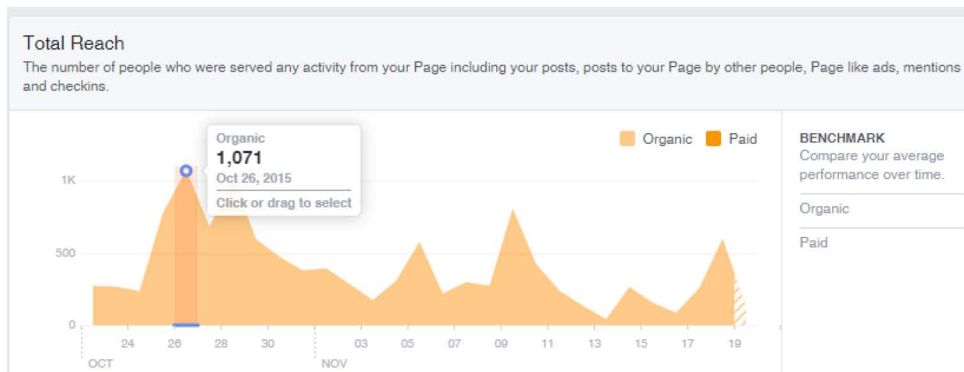 Total Reach
The number of people who were served any activity from your Page including your posts, posts to your Page by other people, Page like ads, mentions
and checkins.
Organic
1,071
Oct 26, 2015
Click or drag to select
Organic Paid
BENCHMARK
Compare your average
performance over time.
Organic
Paid
1K
500
0
24 26 28 30 03 05 07 09 11 13 15 17 19
OCT NOV